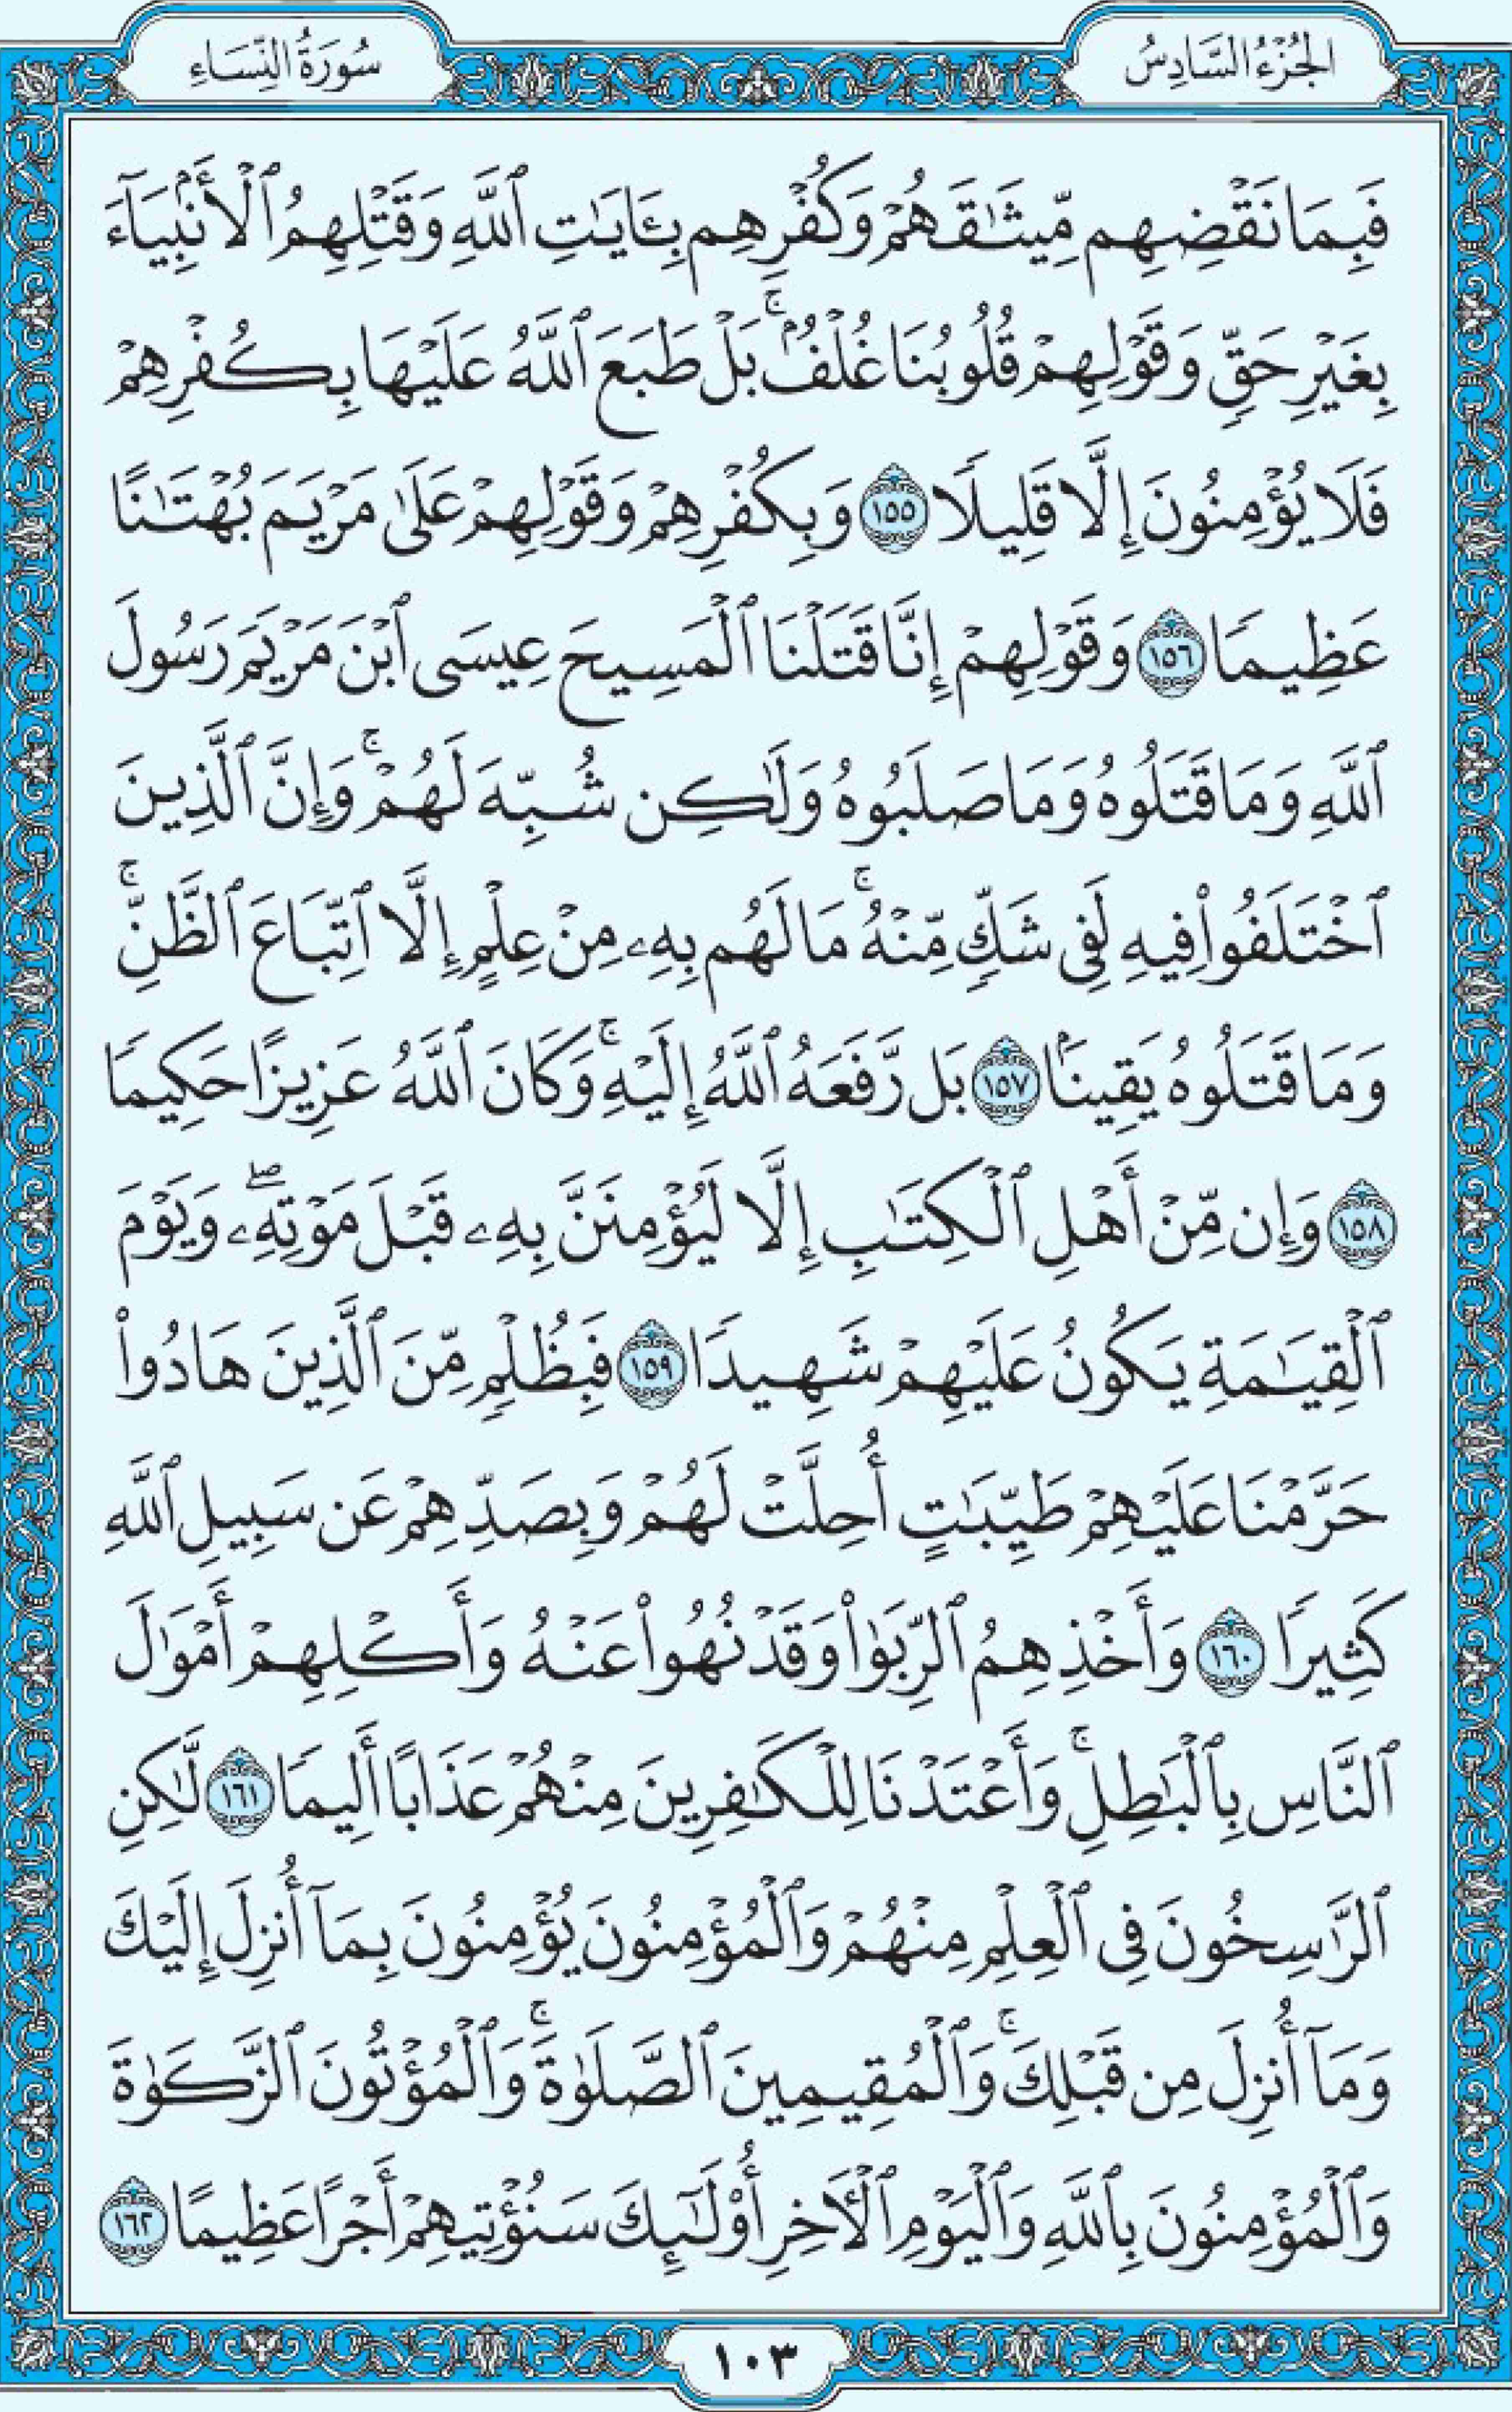 الجُزْءُ السَّادِسُ
سُورَةُ النِّسَاءِ
فَبِمَا نَقْضِهِم مِّيثَٰقَهُمْ وَكُفْرِهِم بِـَٔايَٰتِ ٱللَّهِ وَقَتْلِهِمُ ٱلْأَنۢبِيَآءَ
بِغَيْرِ حَقٍّ وَقَوْلِهِمْ قُلُوبُنَا غُلْفٌۢ ۚ بَلْ طَبَعَ ٱللَّهُ عَلَيْهَا بِكُفْرِهِمْ
فَلَا يُؤْمِنُونَ إِلَّا قَلِيلًا ١٥٥ وَبِكُفْرِهِمْ وَقَوْلِهِمْ عَلَىٰ مَرْيَمَ بُهْتَٰنًا
عَظِيمًا ١٥٦ وَقَوْلِهِمْ إِنَّا قَتَلْنَا ٱلْمَسِيحَ عِيسَى ٱبْنَ مَرْيَمَ رَسُولَ
ٱللَّهِ وَمَا قَتَلُوهُ وَمَا صَلَبُوهُ وَلَٰكِن شُبِّهَ لَهُمْ ۚ وَإِنَّ ٱلَّذِينَ
ٱخْتَلَفُوا۟ فِيهِ لَفِى شَكٍّ مِّنْهُ ۚ مَا لَهُم بِهِۦ مِنْ عِلْمٍ إِلَّا ٱتِّبَاعَ ٱلظَّنِّ ۚ
وَمَا قَتَلُوهُ يَقِينًۢا ١٥٧ بَل رَّفَعَهُ ٱللَّهُ إِلَيْهِ ۚ وَكَانَ ٱللَّهُ عَزِيزًا حَكِيمًا
١٥٨ وَإِن مِّنْ أَهْلِ ٱلْكِتَٰبِ إِلَّا لَيُؤْمِنَنَّ بِهِۦ قَبْلَ مَوْتِهِۦ ۖ وَيَوْمَ
ٱلْقِيَٰمَةِ يَكُونُ عَلَيْهِمْ شَهِيدًا ١٥٩ فَبِظُلْمٍ مِّنَ ٱلَّذِينَ هَادُوا۟
حَرَّمْنَا عَلَيْهِمْ طَيِّبَٰتٍ أُحِلَّتْ لَهُمْ وَبِصَدِّهِمْ عَن سَبِيلِ ٱللَّهِ
كَثِيرًا ١٦٠ وَأَخْذِهِمُ ٱلرِّبَوٰا۟ وَقَدْ نُهُوا۟ عَنْهُ وَأَكْلِهِمْ أَمْوَٰلَ
ٱلنَّاسِ بِٱلْبَٰطِلِ ۚ وَأَعْتَدْنَا لِلْكَٰفِرِينَ مِنْهُمْ عَذَابًا أَلِيمًا ١٦١ لَّٰكِنِ
ٱلرَّٰسِخُونَ فِى ٱلْعِلْمِ مِنْهُمْ وَٱلْمُؤْمِنُونَ يُؤْمِنُونَ بِمَآ أُنزِلَ إِلَيْكَ
وَمَآ أُنزِلَ مِن قَبْلِكَ ۚ وَٱلْمُقِيمِينَ ٱلصَّلَوٰةَ ۚ وَٱلْمُؤْتُونَ ٱلزَّكَوٰةَ
وَٱلْمُؤْمِنُونَ بِٱللَّهِ وَٱلْيَوْمِ ٱلْـَٔاخِرِ أُو۟لَٰٓئِكَ سَنُؤْتِيهِمْ أَجْرًا عَظِيمًا ١٦٢
١٠٣